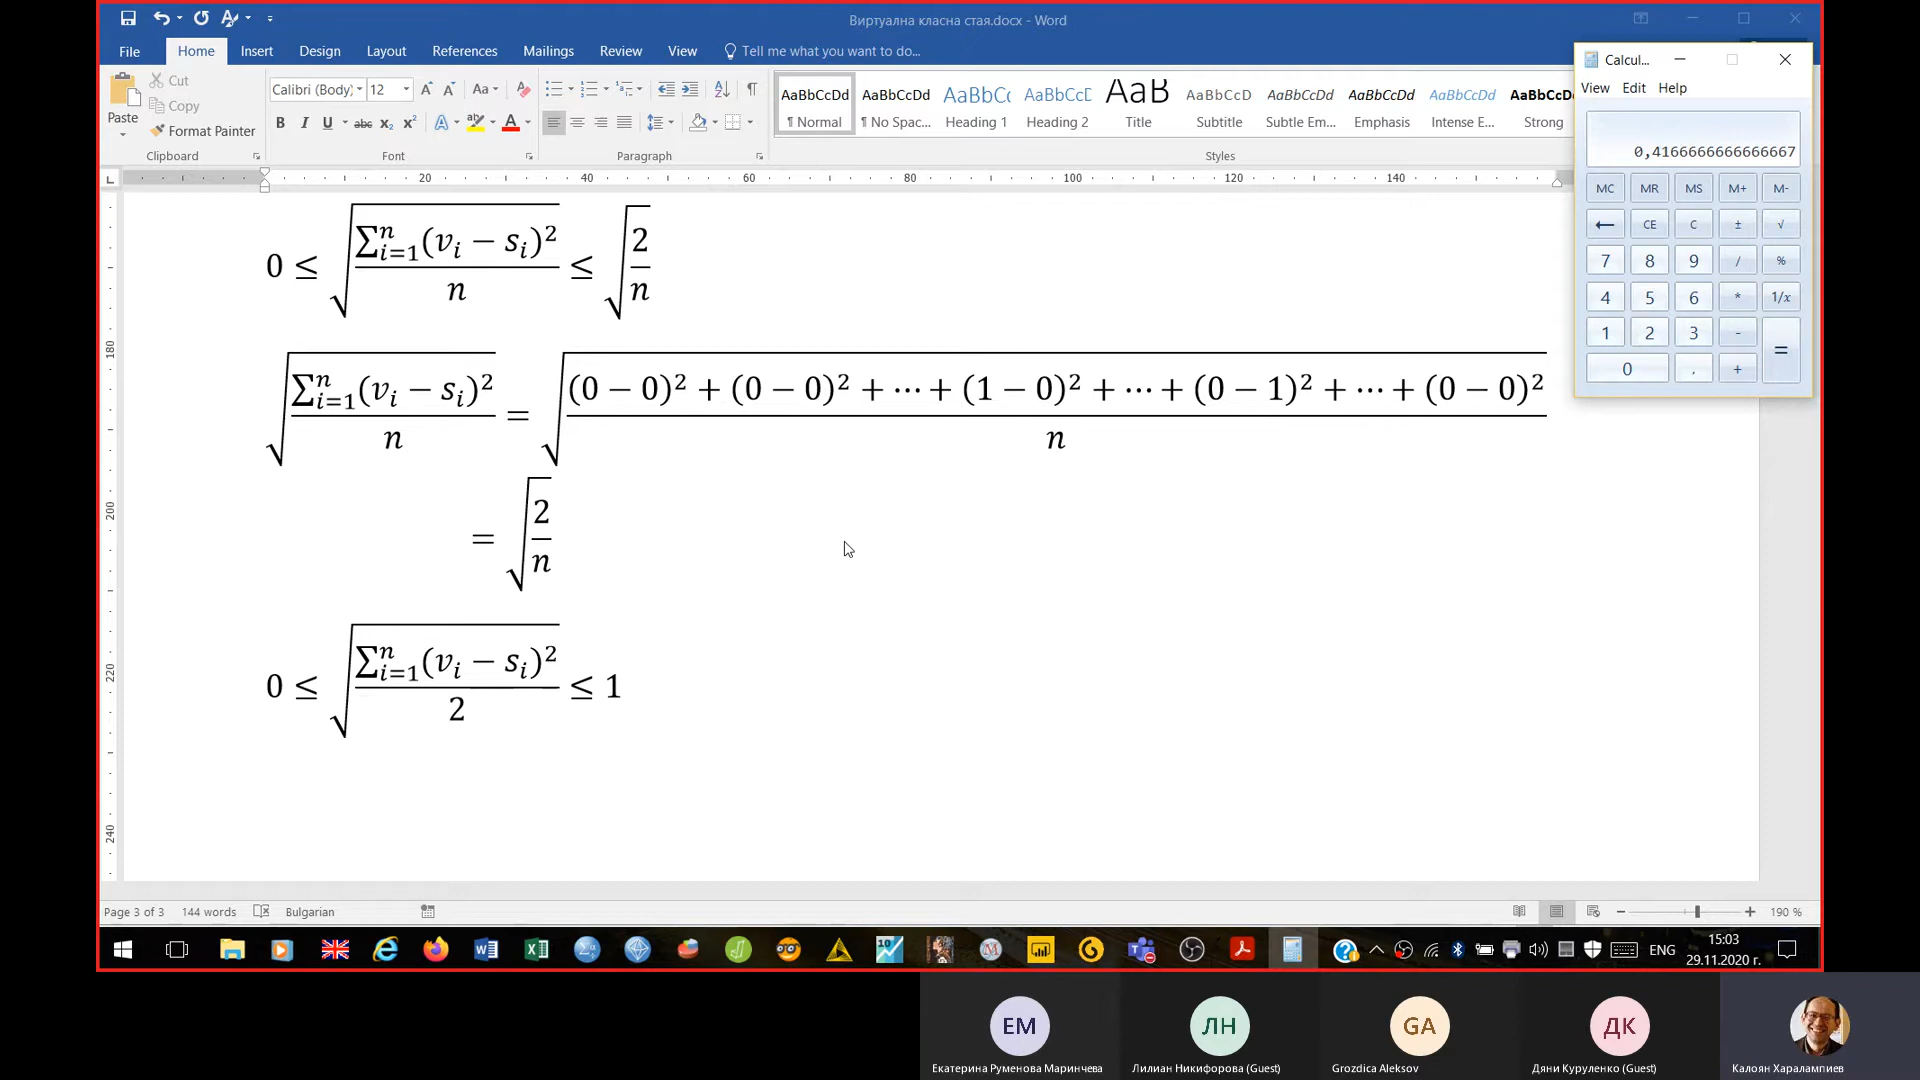 Виртуална класна стая.docx - Word
File Home Insert Design Layout References Mailings Review View Tell me what you want to do...
Cut
Copy
Format Painter
Paste
Calibri (Body) 12
Clipboard Font Paragraph Styles
AaBbCcDd AaBbCcDd AaBbCc AaBbCcD AaB AaBbCcD AaBbCcDd AaBbCcDd AaBbCcDd AaBbCcDd
¶ Normal ¶ No Spac... Heading 1 Heading 2 Title Subtitle Subtle Em... Emphasis Intense E... Strong
Calcul...
View Edit Help
0,4166666666666667
MC MR MS M+ M-
← CE C ± √
7 8 9 / %
4 5 6 * 1/x
1 2 3 - =
0 , +
20 40 60 80 100 120 140
180
200
220
240
0 ≤ √(∑ⁿᵢ₌₁(vᵢ − sᵢ)² / n) ≤ √(2/n)
√(∑ⁿᵢ₌₁(vᵢ − sᵢ)² / n) = √((0 − 0)² + (0 − 0)² + ⋯ + (1 − 0)² + ⋯ + (0 − 1)² + ⋯ + (0 − 0)² / n)
= √(2/n)
0 ≤ √(∑ⁿᵢ₌₁(vᵢ − sᵢ)² / 2) ≤ 1
Page 3 of 3 144 words Bulgarian 190 %
ENG 15:03
29.11.2020 г.
ЕМ ЛН GA ДК
Екатерина Руменова Маринчева Лилиан Никифорова (Guest) Grozdica Aleksov Дяни Куруленко (Guest) Калоян Харалампиев